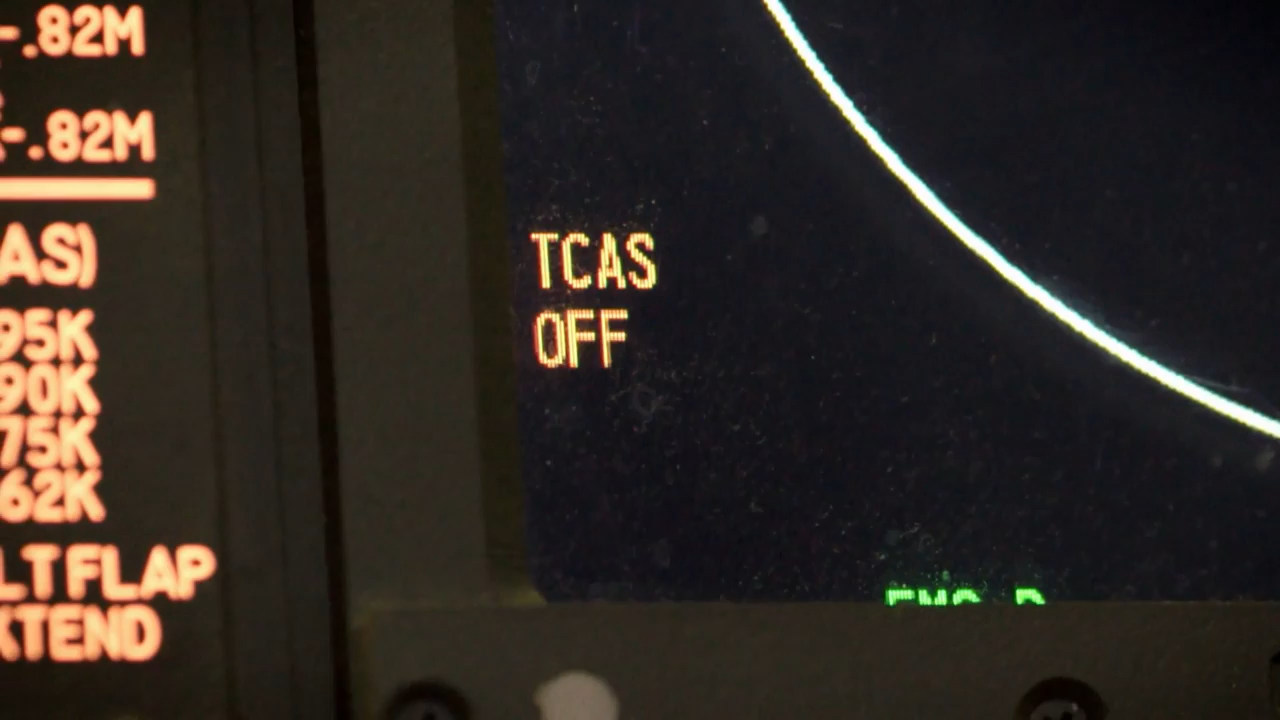 -.82M
-.82M
AS)
95K
90K
75K
62K
LT FLAP
XTEND
TCAS
OFF